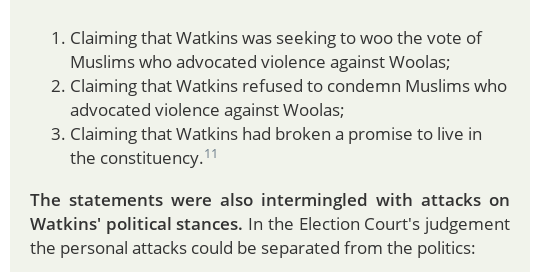 1. Claiming that Watkins was seeking to woo the vote of
Muslims who advocated violence against Woolas;
2. Claiming that Watkins refused to condemn Muslims who
advocated violence against Woolas;
3. Claiming that Watkins had broken a promise to live in
the constituency.11
The statements were also intermingled with attacks on
Watkins' political stances. In the Election Court's judgement
the personal attacks could be separated from the politics: